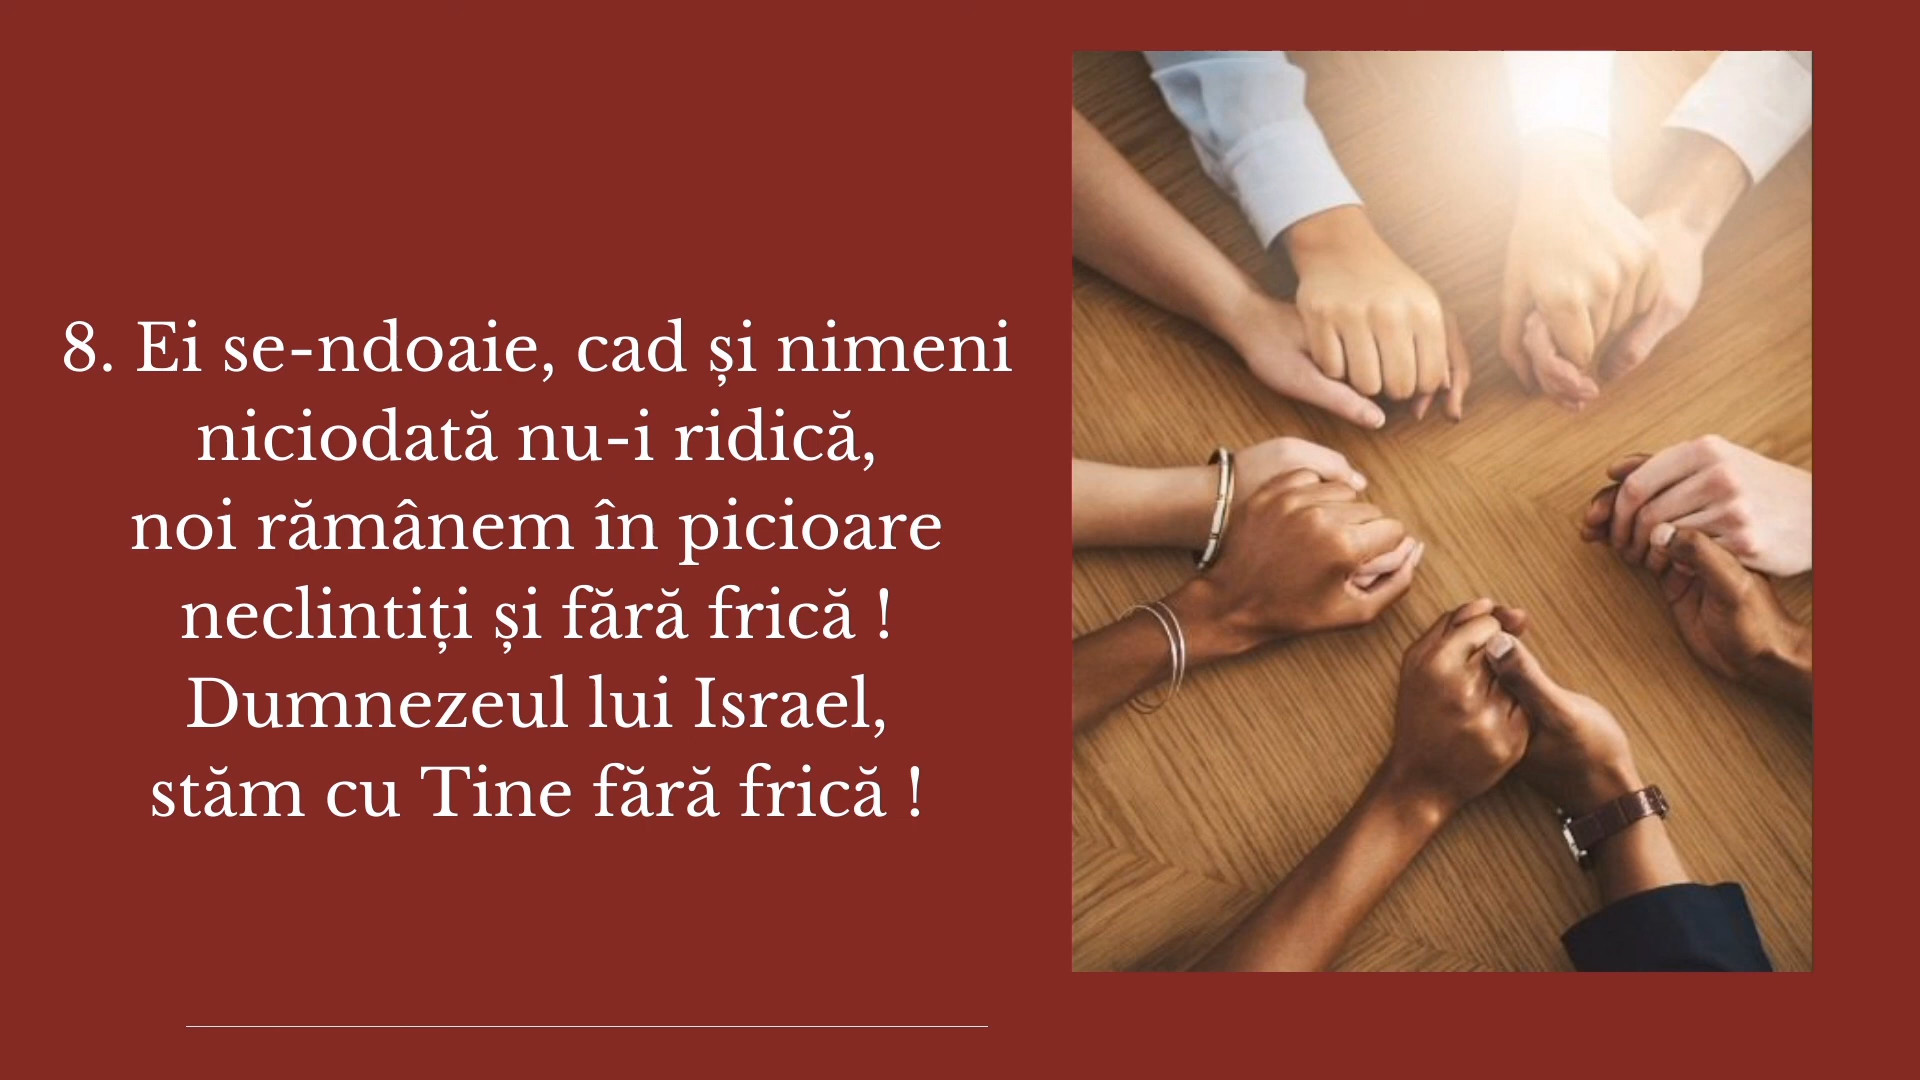 8. Ei se-ndoaie, cad și nimeni
niciodată nu-i ridică,
noi rămânem în picioare
neclintiți și fără frică !
Dumnezeul lui Israel,
stăm cu Tine fără frică !